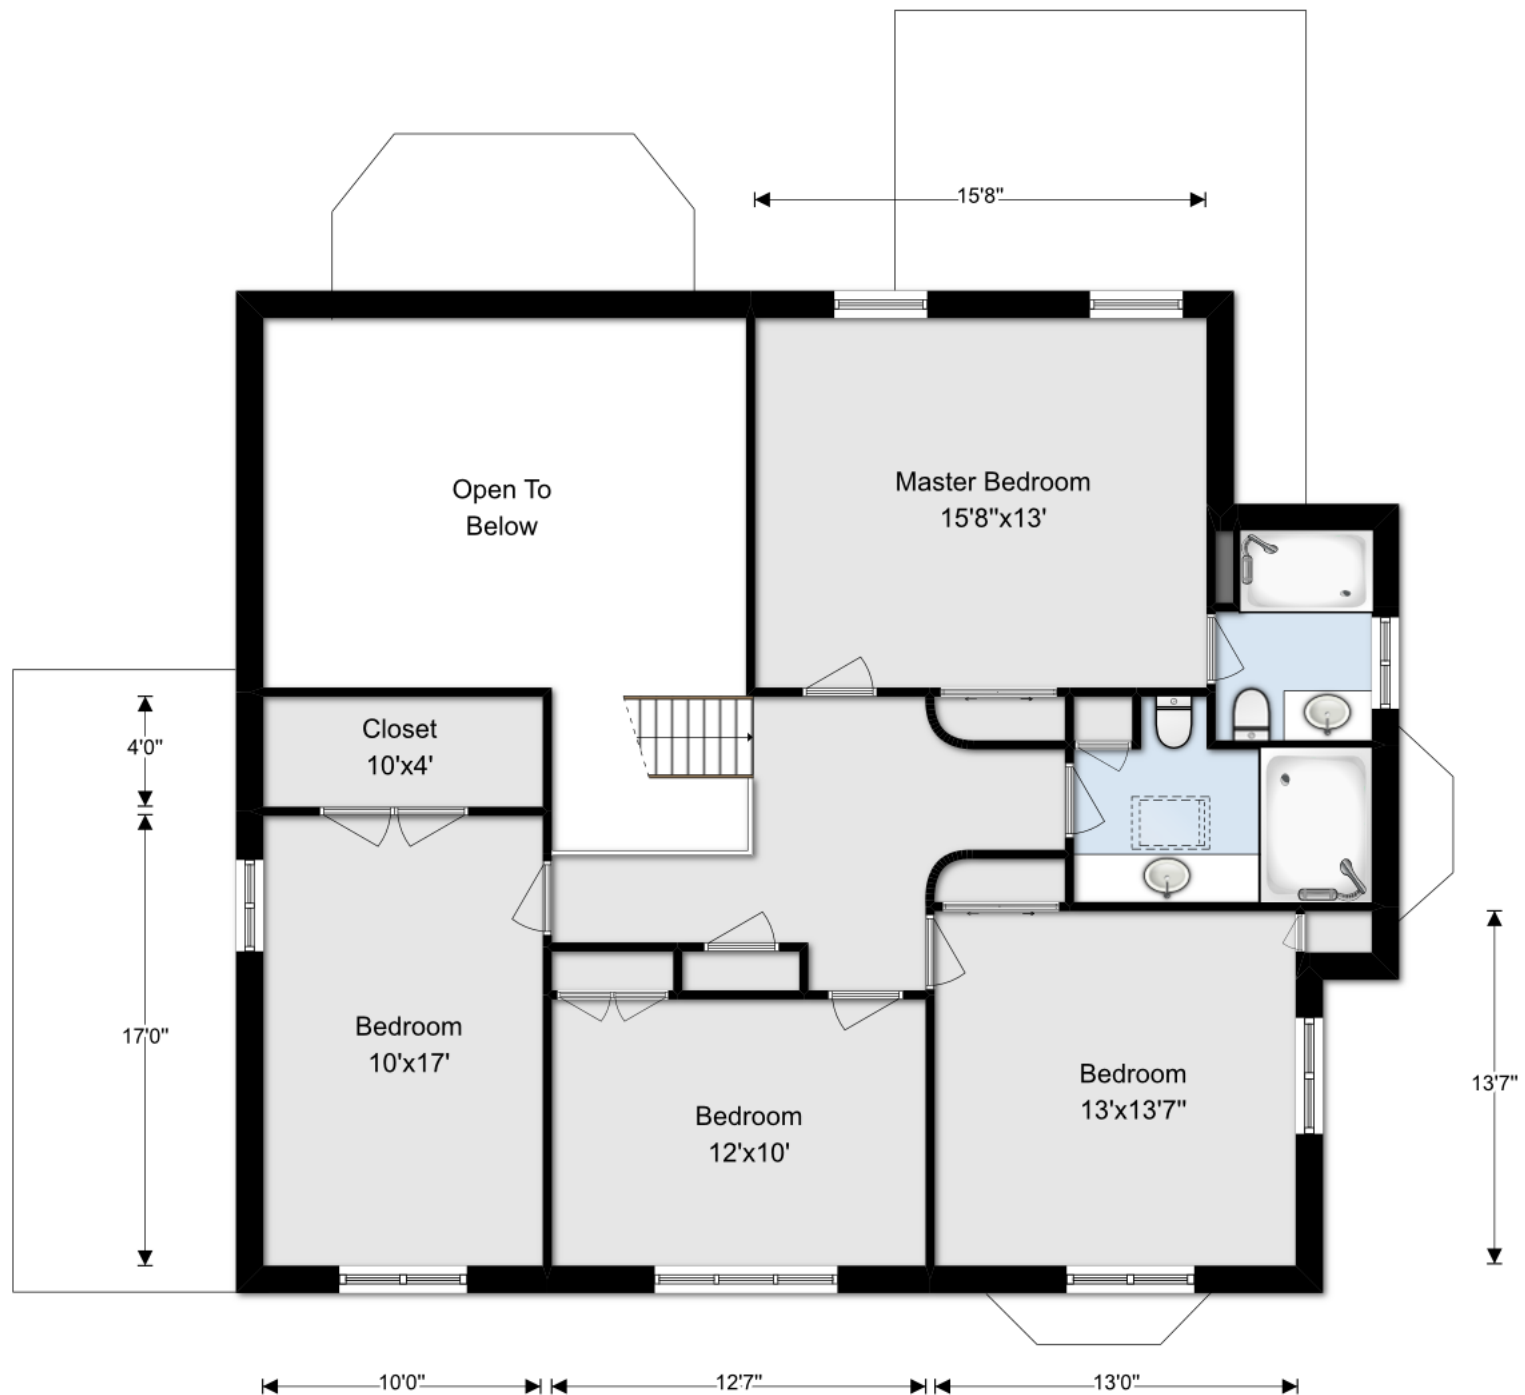 15'8"
Open To
Below
Master Bedroom
15'8"x13'
Closet
10'x4'
4'0"
17'0"
Bedroom
10'x17'
Bedroom
12'x10'
Bedroom
13'x13'7"
13'7"
10'0"
12'7"
13'0"